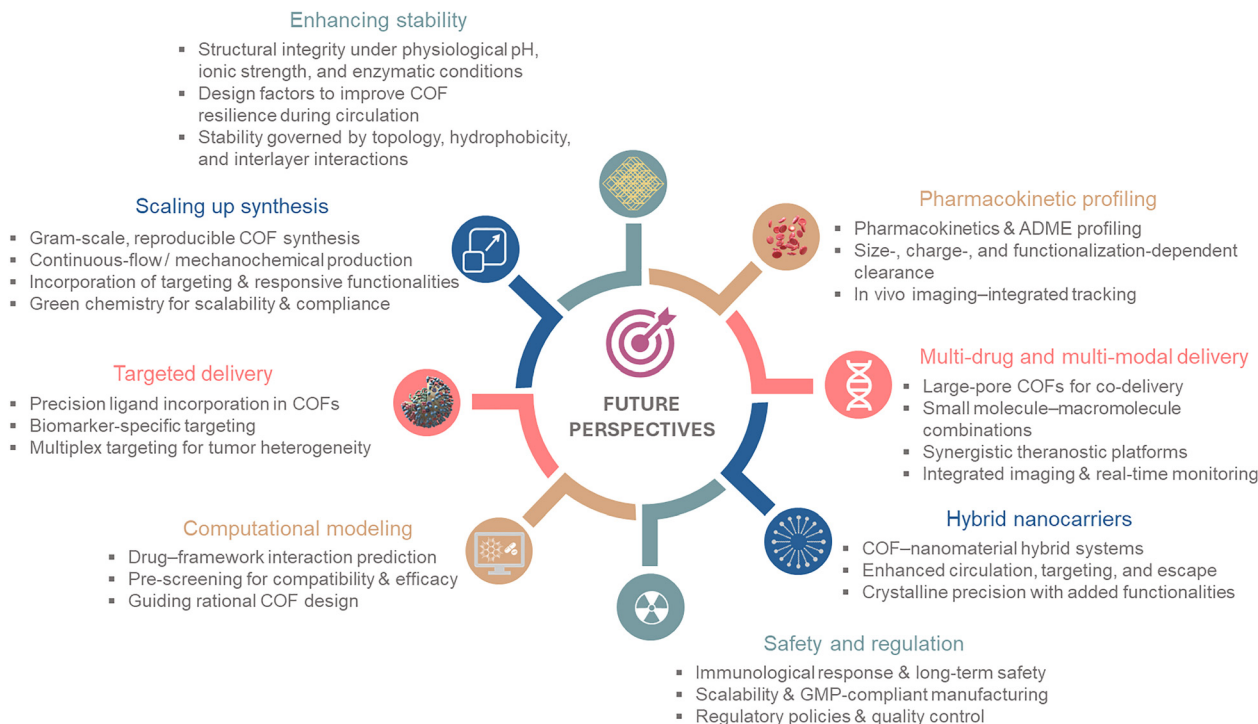 Enhancing stability
▪ Structural integrity under physiological pH,
ionic strength, and enzymatic conditions
▪ Design factors to improve COF
resilience during circulation
▪ Stability governed by topology, hydrophobicity,
and interlayer interactions
Scaling up synthesis
▪ Gram-scale, reproducible COF synthesis
▪ Continuous-flow / mechanochemical production
▪ Incorporation of targeting & responsive functionalities
▪ Green chemistry for scalability & compliance
Targeted delivery
▪ Precision ligand incorporation in COFs
▪ Biomarker-specific targeting
▪ Multiplex targeting for tumor heterogeneity
Computational modeling
▪ Drug–framework interaction prediction
▪ Pre-screening for compatibility & efficacy
▪ Guiding rational COF design
FUTURE
PERSPECTIVES
Pharmacokinetic profiling
▪ Pharmacokinetics & ADME profiling
▪ Size-, charge-, and functionalization-dependent
clearance
▪ In vivo imaging–integrated tracking
Multi-drug and multi-modal delivery
▪ Large-pore COFs for co-delivery
▪ Small molecule–macromolecule
combinations
▪ Synergistic theranostic platforms
▪ Integrated imaging & real-time monitoring
Hybrid nanocarriers
▪ COF–nanomaterial hybrid systems
▪ Enhanced circulation, targeting, and escape
▪ Crystalline precision with added functionalities
Safety and regulation
▪ Immunological response & long-term safety
▪ Scalability & GMP-compliant manufacturing
▪ Regulatory policies & quality control